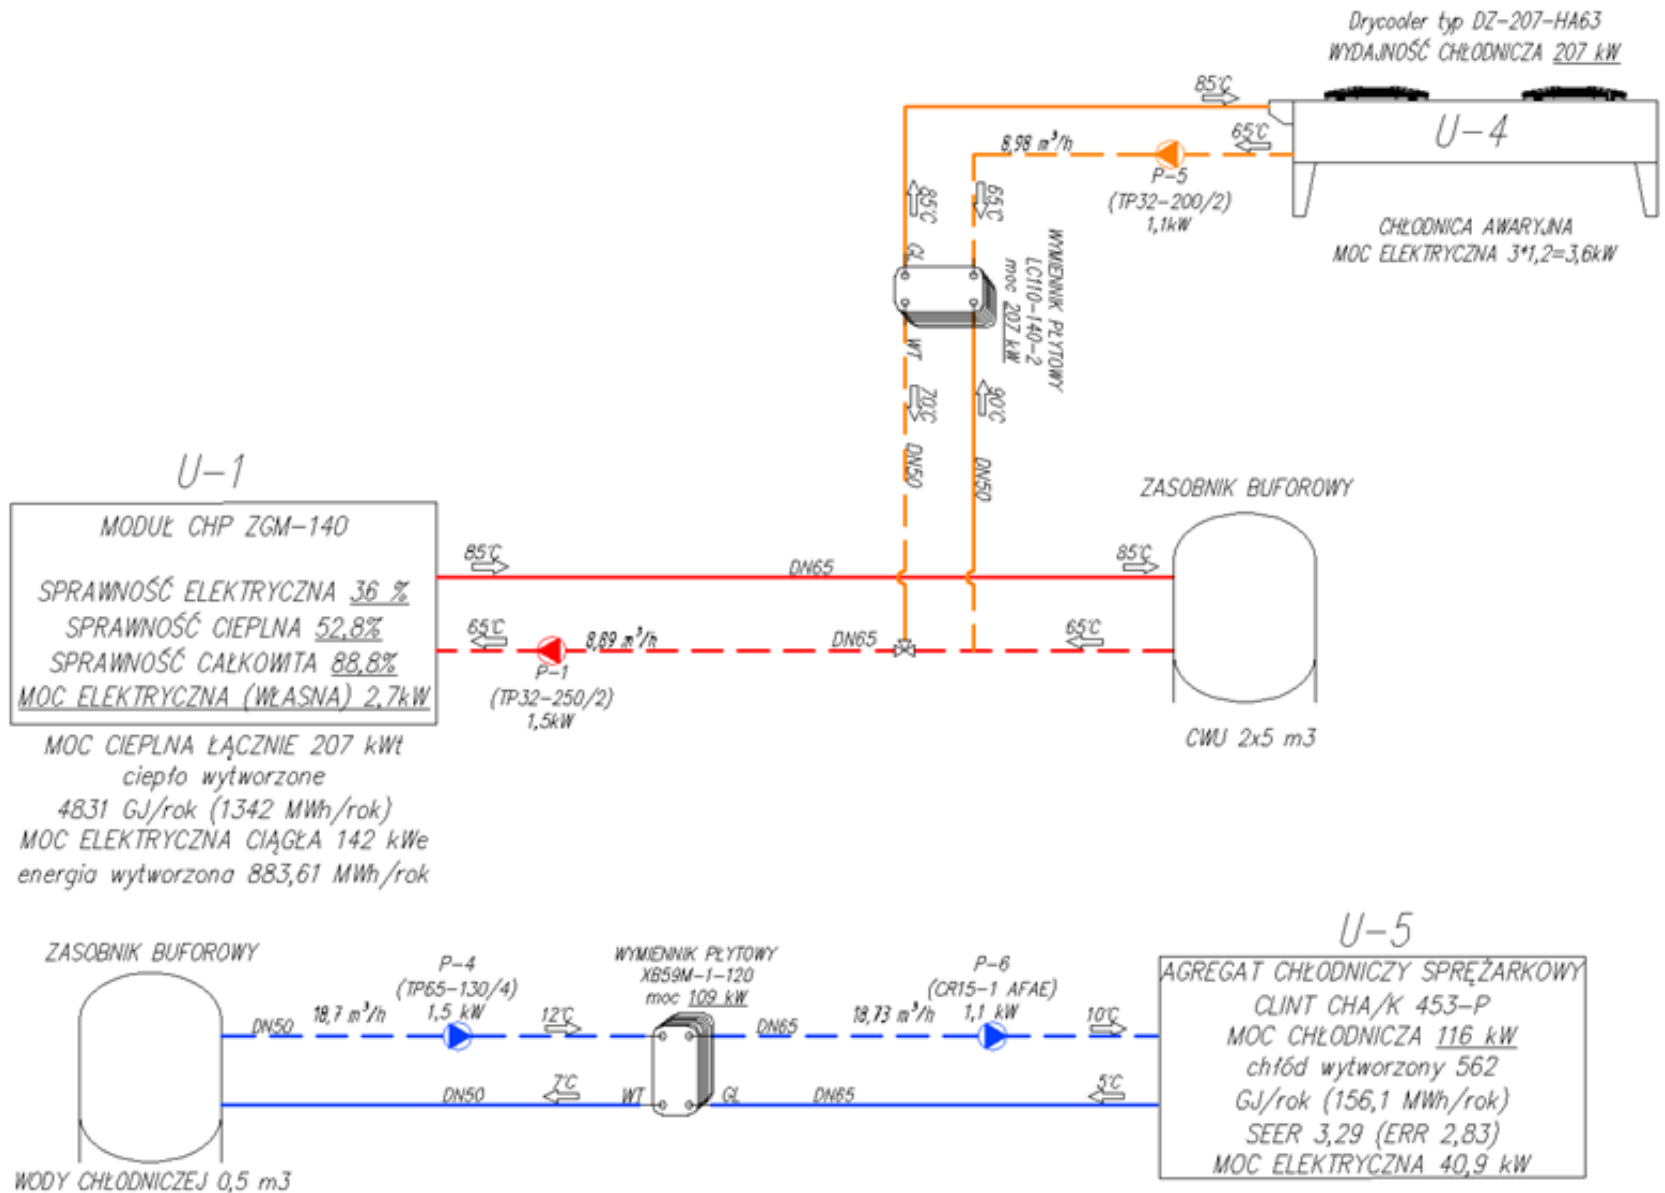 Drycooler typ DZ-207-HA63
WYDAJNOŚĆ CHŁODNICZA 207 kW
85°C
65°C
U-4
8,98 m³/h
P-5
(TP32-200/2)
1,1kW
CHŁODNICA AWARYJNA
MOC ELEKTRYCZNA 3*1,2=3,6kW
85°C
65°C
GL
WYMIENNIK PŁYTOWY
LC110-140-2
moc 207 kW
WT
70°C
90°C
DN50
DN50
U-1
MODUŁ CHP ZGM-140
SPRAWNOŚĆ ELEKTRYCZNA 36 %
SPRAWNOŚĆ CIEPLNA 52,8%
SPRAWNOŚĆ CAŁKOWITA 88,8%
MOC ELEKTRYCZNA (WŁASNA) 2,7kW
MOC CIEPLNA ŁĄCZNIE 207 kWt
ciepło wytworzone
4831 GJ/rok (1342 MWh/rok)
MOC ELEKTRYCZNA CIĄGŁA 142 kWe
energia wytworzona 883,61 MWh/rok
85°C
DN65
85°C
65°C
8,89 m³/h
DN65
65°C
P-1
(TP32-250/2)
1,5kW
ZASOBNIK BUFOROWY
CWU 2x5 m3
ZASOBNIK BUFOROWY
WODY CHŁODNICZEJ 0,5 m3
DN50
18,7 m³/h
P-4
(TP65-130/4)
1,5 kW
12°C
DN50
7°C
WYMIENNIK PŁYTOWY
XB59M-1-120
moc 109 kW
WT
GL
DN65
18,73 m³/h
P-6
(CR15-1 AFAE)
1,1 kW
10°C
DN65
5°C
U-5
AGREGAT CHŁODNICZY SPRĘŻARKOWY
CLINT CHA/K 453-P
MOC CHŁODNICZA 116 kW
chłód wytworzony 562
GJ/rok (156,1 MWh/rok)
SEER 3,29 (ERR 2,83)
MOC ELEKTRYCZNA 40,9 kW